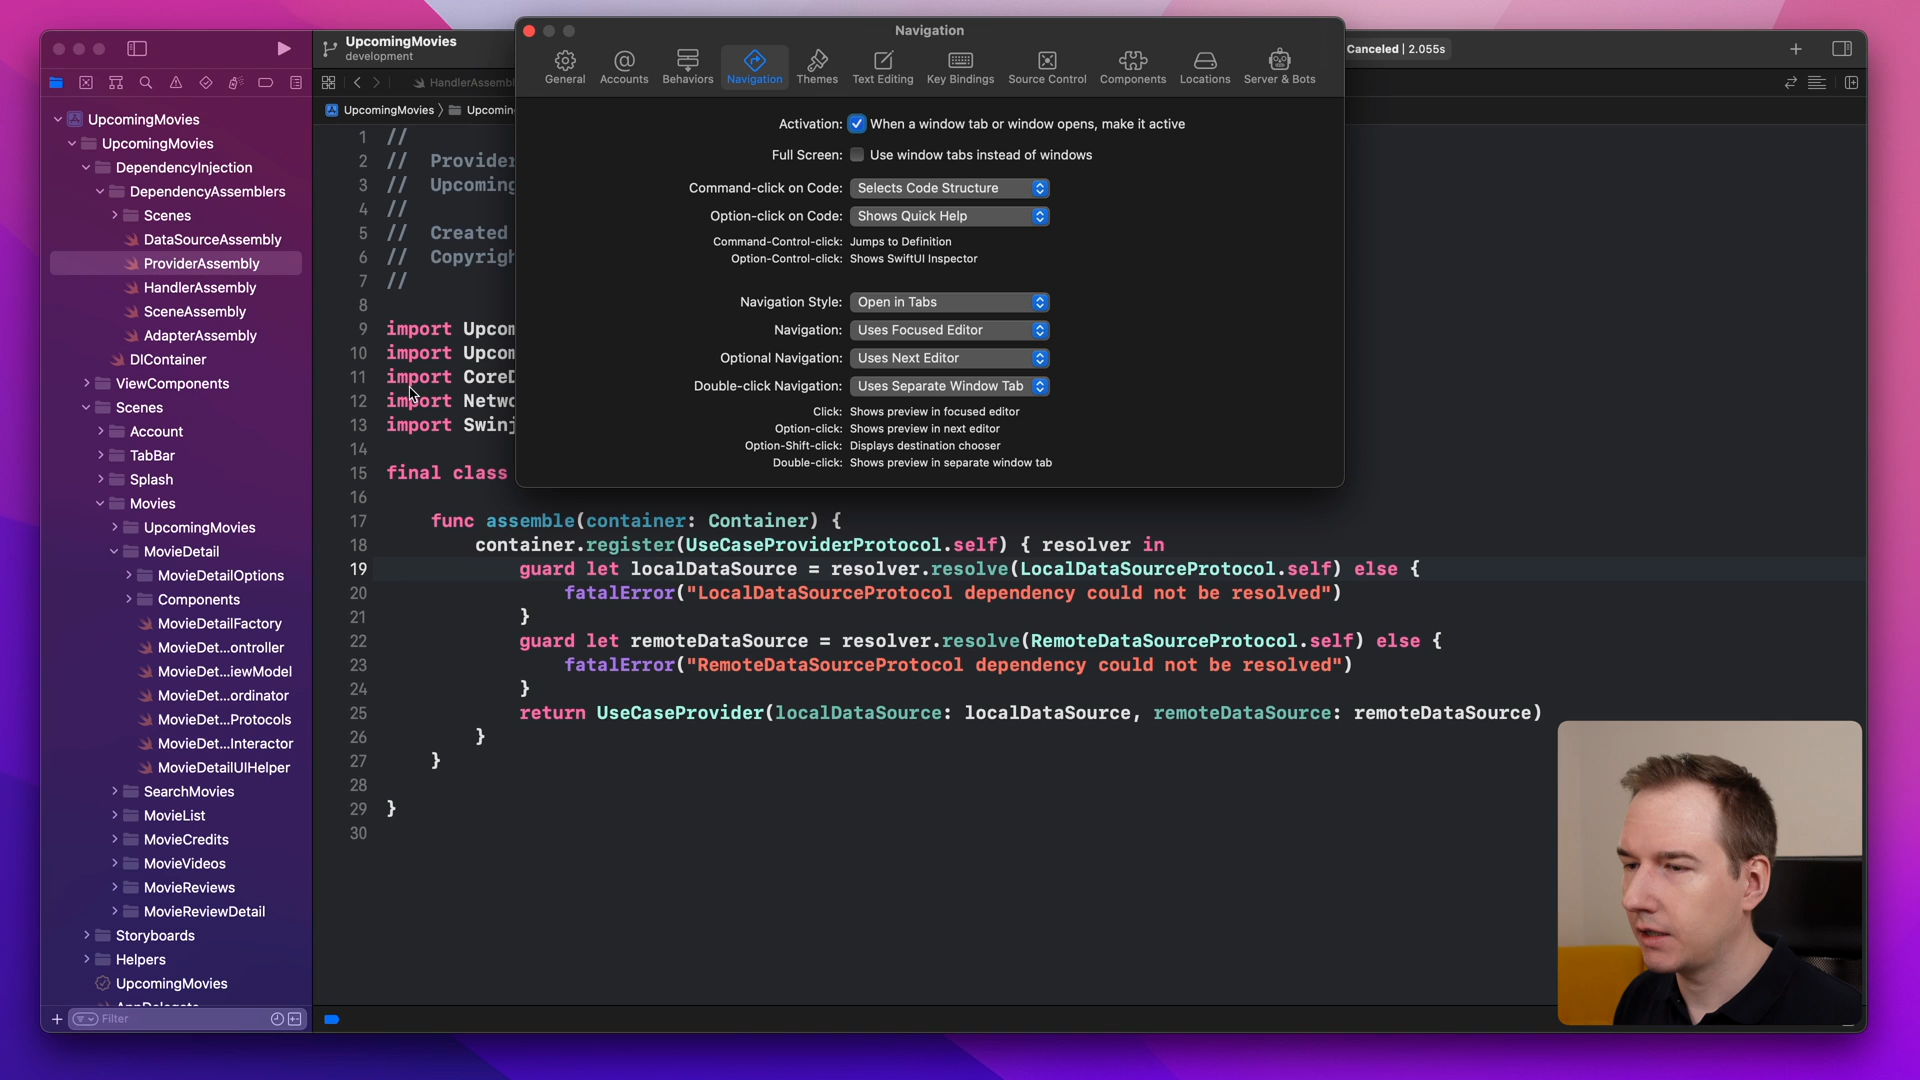 UpcomingMovies
development
Navigation
General
Accounts
Behaviors
Navigation
Themes
Text Editing
Key Bindings
Source Control
Components
Locations
Server & Bots
Canceled | 2.055s
HandlerAssembl
UpcomingMovies
Upcomin
UpcomingMovies
UpcomingMovies
DependencyInjection
DependencyAssemblers
Scenes
DataSourceAssembly
ProviderAssembly
HandlerAssembly
SceneAssembly
AdapterAssembly
DIContainer
ViewComponents
Scenes
Account
TabBar
Splash
Movies
UpcomingMovies
MovieDetail
MovieDetailOptions
Components
MovieDetailFactory
MovieDet...ontroller
MovieDet...iewModel
MovieDet...ordinator
MovieDet...Protocols
MovieDet...Interactor
MovieDetailUIHelper
SearchMovies
MovieList
MovieCredits
MovieVideos
MovieReviews
MovieReviewDetail
Storyboards
Helpers
UpcomingMovies
AppDelegate
Filter
Activation: When a window tab or window opens, make it active
Full Screen: Use window tabs instead of windows
Command-click on Code: Selects Code Structure
Option-click on Code: Shows Quick Help
Command-Control-click: Jumps to Definition
Option-Control-click: Shows SwiftUI Inspector
Navigation Style: Open in Tabs
Navigation: Uses Focused Editor
Optional Navigation: Uses Next Editor
Double-click Navigation: Uses Separate Window Tab
Click: Shows preview in focused editor
Option-click: Shows preview in next editor
Option-Shift-click: Displays destination chooser
Double-click: Shows preview in separate window tab
1 //
2 // Provider
3 // Upcoming
4 //
5 // Created
6 // Copyrigh
7 //
8
9 import Upcom
10 import Upcom
11 import CoreD
12 import Netwo
13 import Swinj
14
15 final class
16
17 func assemble(container: Container) {
18 container.register(UseCaseProviderProtocol.self) { resolver in
19 guard let localDataSource = resolver.resolve(LocalDataSourceProtocol.self) else {
20 fatalError("LocalDataSourceProtocol dependency could not be resolved")
21 }
22 guard let remoteDataSource = resolver.resolve(RemoteDataSourceProtocol.self) else {
23 fatalError("RemoteDataSourceProtocol dependency could not be resolved")
24 }
25 return UseCaseProvider(localDataSource: localDataSource, remoteDataSource: remoteDataSource)
26 }
27 }
28
29 }
30